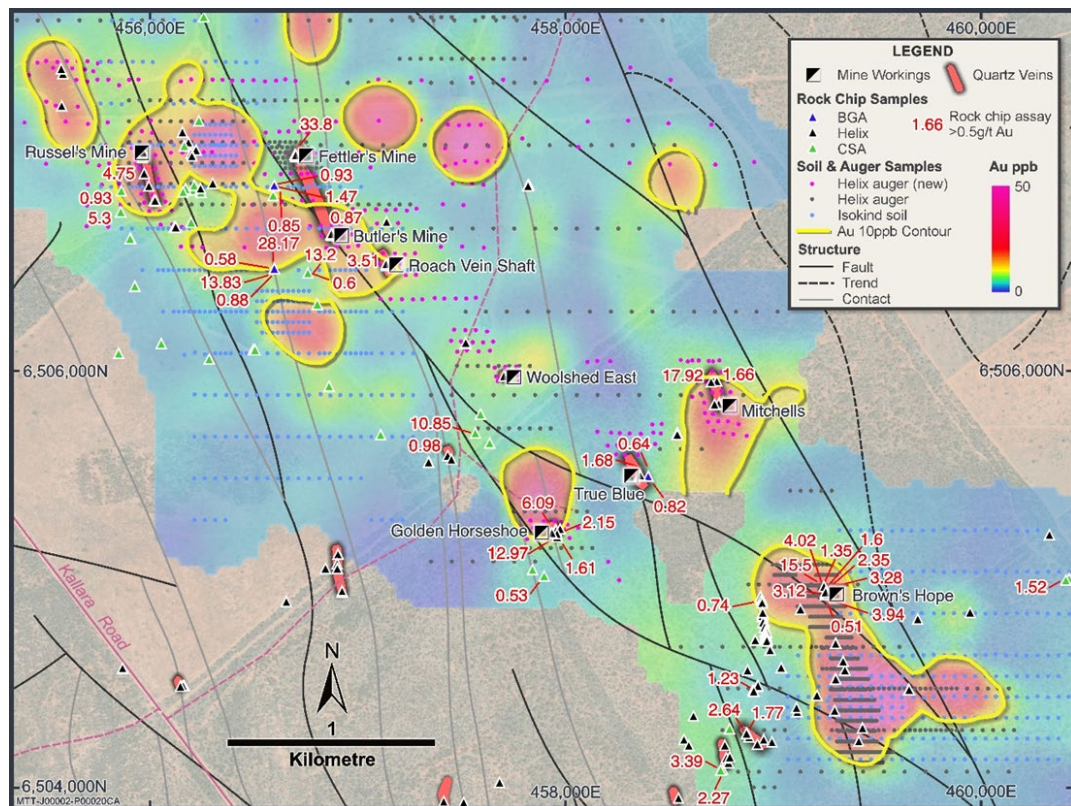 456,000E
458,000E
460,000E
LEGEND
Mine Workings
Quartz Veins
Rock Chip Samples
BGA
Helix
CSA
1.66
Rock chip assay
>0.5g/t Au
Soil & Auger Samples
Helix auger (new)
Helix auger
Isokind soil
Au 10ppb Contour
Structure
Fault
Trend
Contact
Au ppb
50
0
33.8
Russel's Mine
Fettler's Mine
4.75
0.93
0.93
1.47
5.3
0.85
0.87
28.17
Butler's Mine
0.58
13.2
3.51
Roach Vein Shaft
13.83
0.6
0.88
6,506,000N
6,506,000N
Woolshed East
17.92
1.66
Mitchells
10.85
0.98
0.64
1.68
True Blue
0.82
6.09
2.15
Golden Horseshoe
12.97
1.61
0.53
4.02
1.35
1.6
15.5
2.35
3.28
3.12
Brown's Hope
0.74
3.94
0.51
1.52
Kallara Road
N
1.23
2.64
1.77
1
Kilometre
3.39
2.27
6,504,000N
6,504,000N
MTT-J00002-P00020CA
458,000E
460,000E